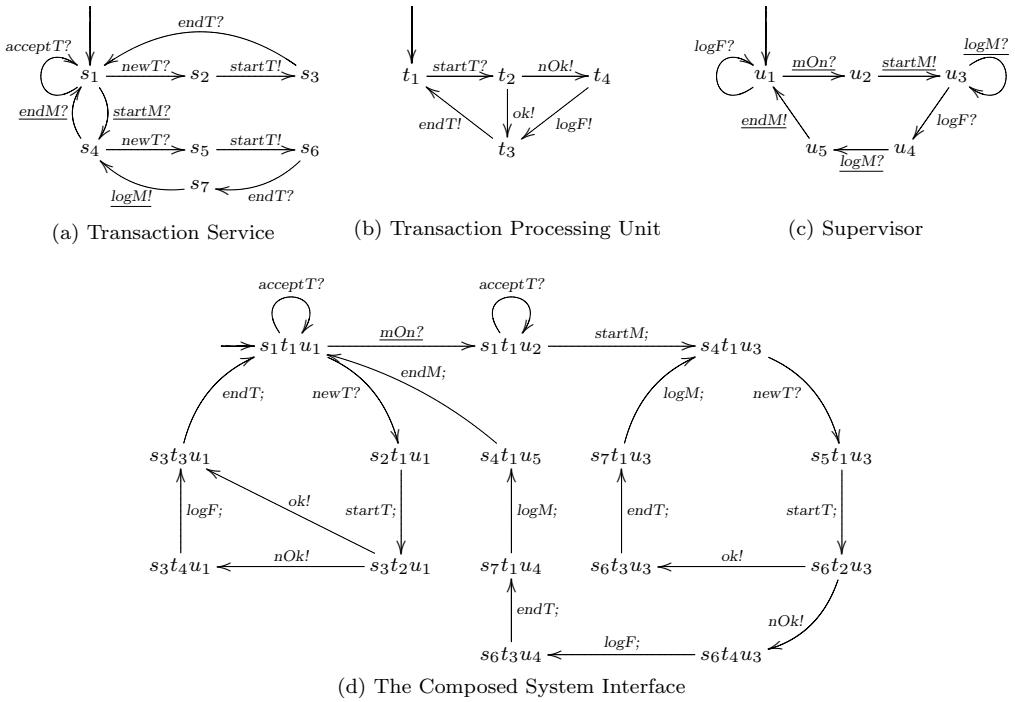 endT?
acceptT?
logF?
logM?
s1 newT? s2 startT! s3
t1 startT? t2 nOk! t4
u1 mOn? u2 startM! u3
endM? startM?
endT! ok! logF!
endM! logF?
s4 newT? s5 startT! s6
t3
u5 logM? u4
logM! s7 endT?
(a) Transaction Service
(b) Transaction Processing Unit
(c) Supervisor
acceptT? acceptT?
s1t1u1 mOn? s1t1u2 startM; s4t1u3
endT; newT? endM; logM; newT?
s3t3u1 s2t1u1 s4t1u5 s7t1u3 s5t1u3
logF; ok! startT; logM; endT; startT;
s3t4u1 nOk! s3t2u1 s7t1u4 s6t3u3 ok! s6t2u3
endT; nOk!
s6t3u4 logF; s6t4u3
(d) The Composed System Interface